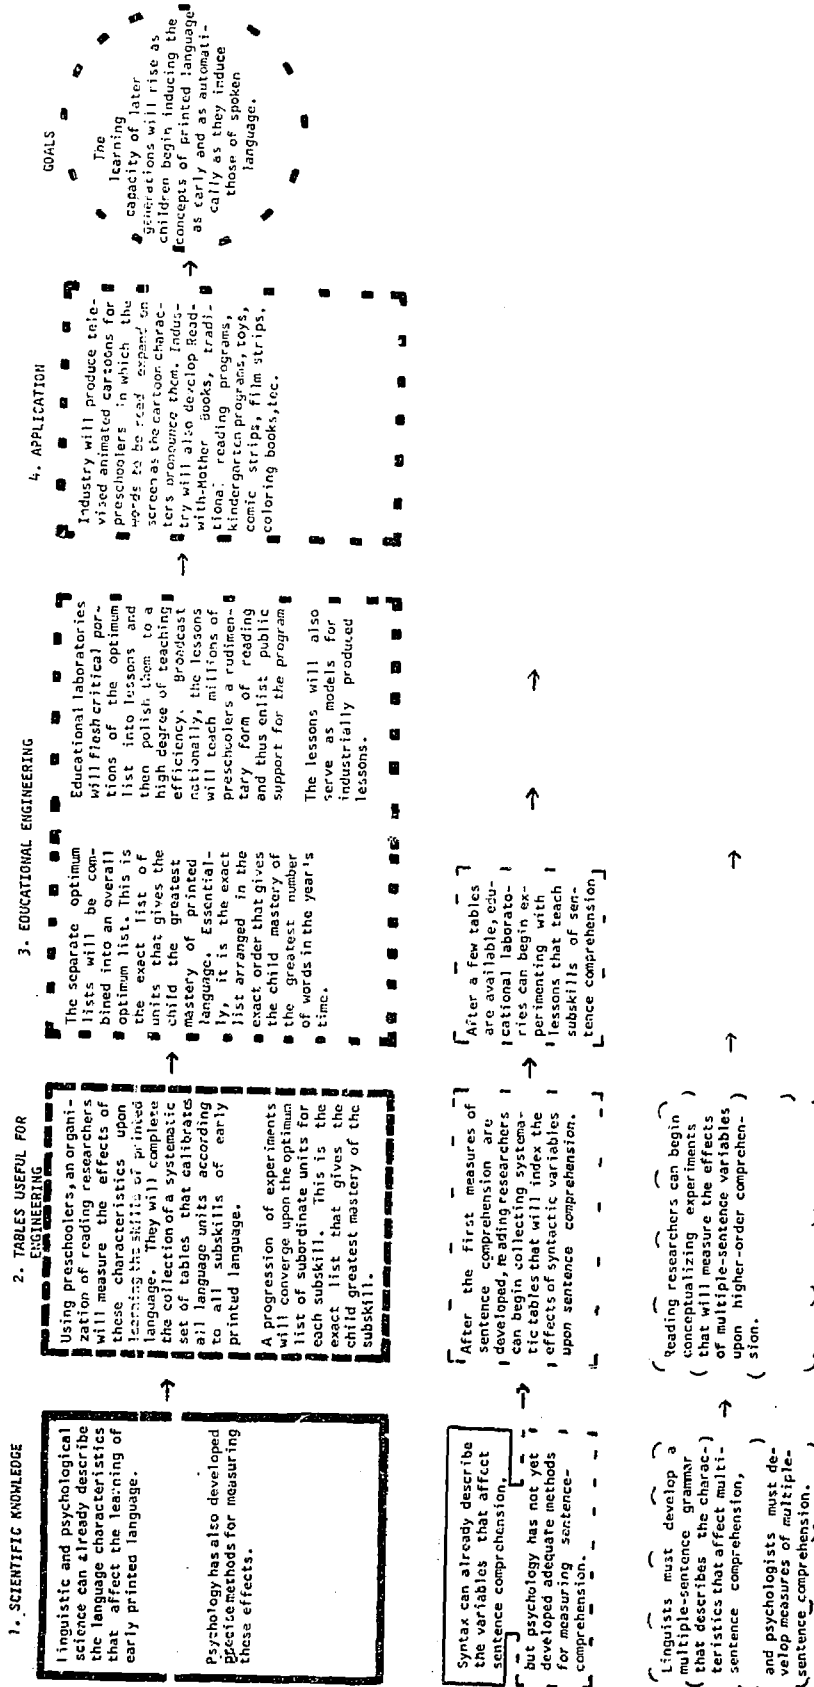 1. SCIENTIFIC KNOWLEDGE
Linguistic and psychological
science can already describe
the language characteristics
that affect the learning of
early printed language.
Psychology has also developed
precise methods for measuring
these effects.
2. TABLES USEFUL FOR
ENGINEERING
Using preschoolers, an organi-
zation of reading researchers
will measure the effects of
these characteristics upon
learning the skills of printed
language. They will complete
the collection of a systematic
set of tables that calibrates
all language units according
to all subskills of early
printed language.
A progression of experiments
will converge upon the optimum
list of subordinate units for
each subskill. This is the
exact list that gives the
child greatest mastery of the
subskill.
3. EDUCATIONAL ENGINEERING
The separate optimum
lists will be com-
bined into an overall
optimum list. This is
the exact list of
units that gives the
child the greatest
mastery of printed
language. Essential-
ly, it is the exact
list arranged in the
exact order that gives
the child mastery of
the greatest number
of words in the year's
time.
Educational laboratories
will flesh critical por-
tions of the optimum
list into lessons and
then polish them to a
high degree of teaching
efficiency. Broadcast
nationally, the lessons
will teach millions of
preschoolers a rudimen-
tary form of reading
and thus enlist public
support for the program
The lessons will also
serve as models for
industrially produced
lessons.
4. APPLICATION
Industry will produce tele-
vised animated cartoons for
preschoolers in which the
words to be read expand on
screen as the cartoon charac-
ters pronounce them. Indus-
try will also develop Read-
with-Mother Books, tradi-
tional reading programs,
kindergarten programs, toys,
comic strips, film strips,
coloring books, tec.
GOALS
The
learning
capacity of later
generations will rise as
children begin inducing the
concepts of printed language
as early and as automati-
cally as they induce
those of spoken
language.
Syntax can already describe
the variables that affect
sentence comprehension,
but psychology has not yet
developed adequate methods
for measuring sentence-
comprehension.
After the first measures of
sentence comprehension are
developed, reading researchers
can begin collecting systema-
tic tables that will index the
effects of syntactic variables
upon sentence comprehension.
After a few tables
are available, edu-
cational laborato-
ries can begin ex-
perimenting with
lessons that teach
subskills of sen-
tence comprehension
Linguists must develop a
multiple-sentence grammar
that describes the charac-
teristics that affect multi-
sentence comprehension,
and psychologists must de-
velop measures of multiple-
sentence comprehension.
Reading researchers can begin
conceptualizing experiments
that will measure the effects
of multiple-sentence variables
upon higher-order comprehen-
sion.